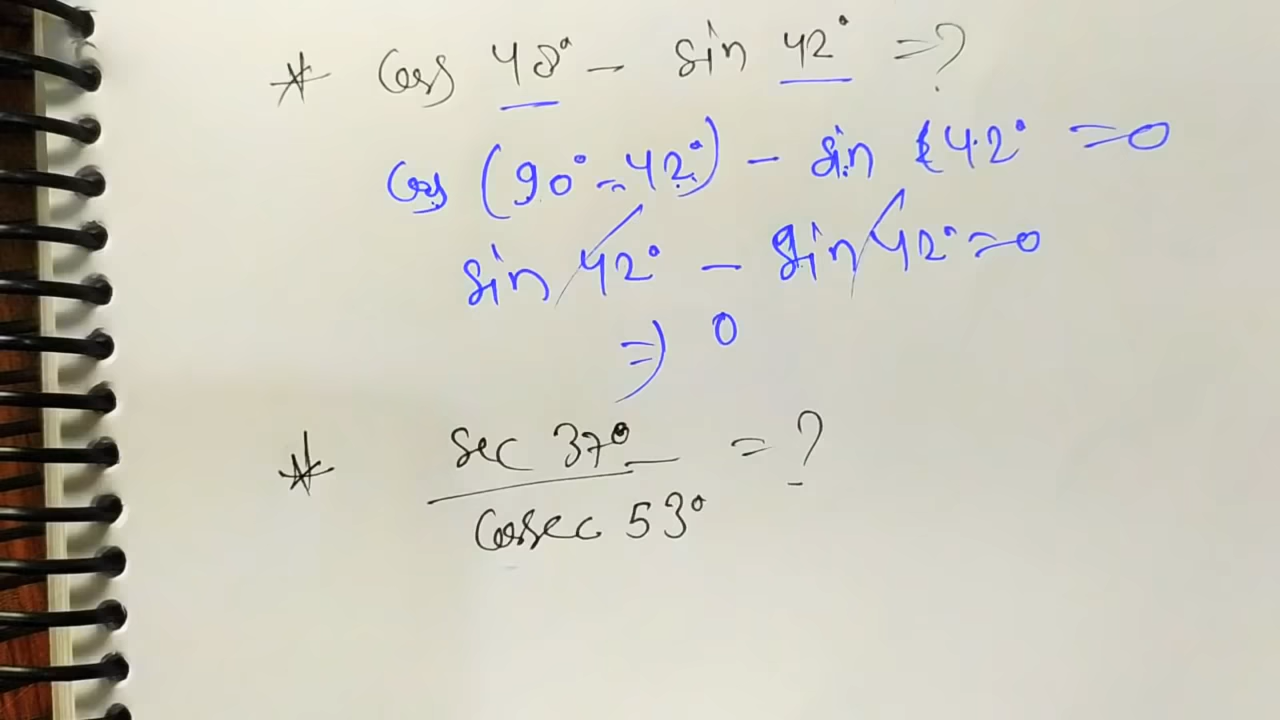 * Cos 48° - sin 42° = ?
Cos (90° - 42°) - sin 42° = 0
sin 42° - sin 42° = 0
⇒ 0
* sec 37° = ?
Cosec 53°